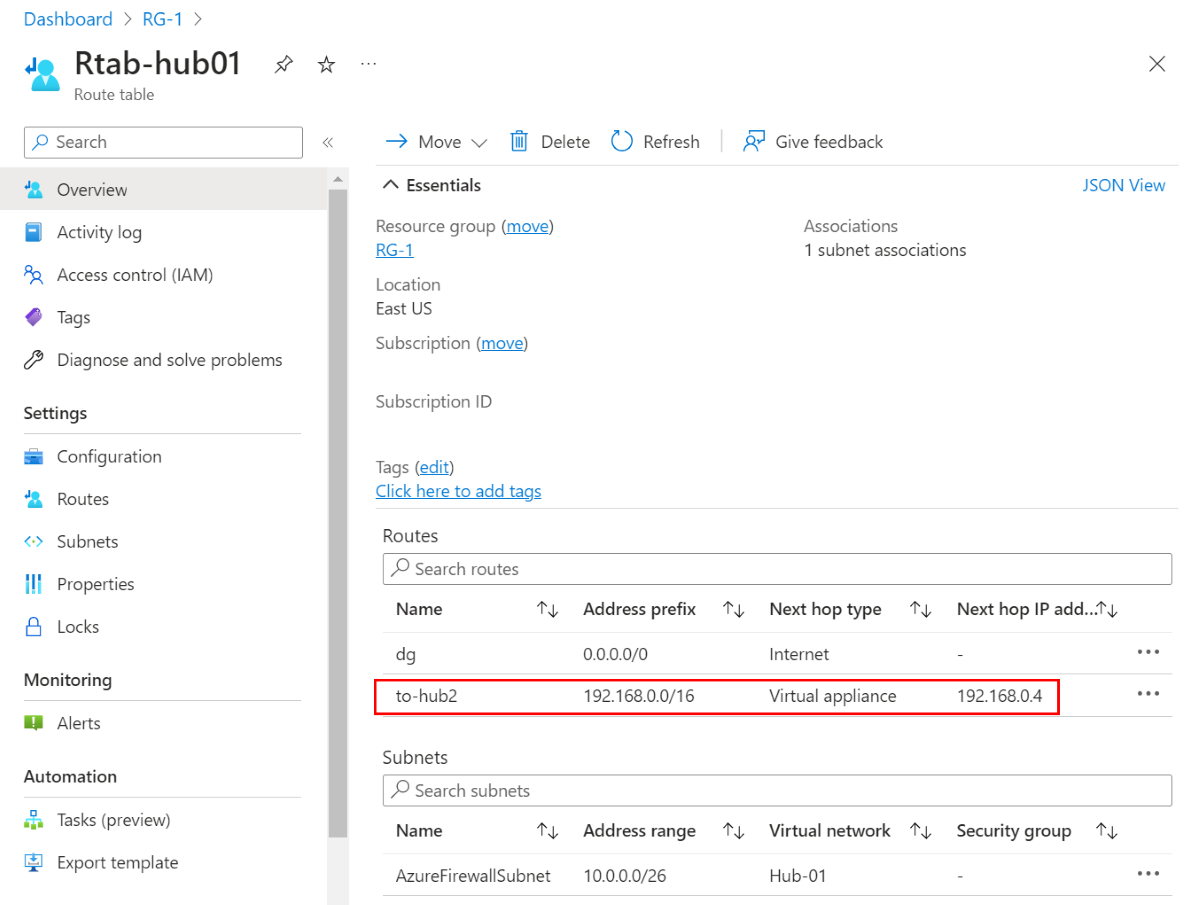 Dashboard > RG-1 >
Rtab-hub01
Route table
Search
Overview
Activity log
Access control (IAM)
Tags
Diagnose and solve problems
Settings
Configuration
Routes
Subnets
Properties
Locks
Monitoring
Alerts
Automation
Tasks (preview)
Export template
Move Delete Refresh Give feedback
Essentials JSON View
Resource group (move)
RG-1
Associations
1 subnet associations
Location
East US
Subscription (move)
Subscription ID
Tags (edit)
Click here to add tags
Routes
Search routes
Name Address prefix Next hop type Next hop IP add...
dg 0.0.0.0/0 Internet -
to-hub2 192.168.0.0/16 Virtual appliance 192.168.0.4
Subnets
Search subnets
Name Address range Virtual network Security group
AzureFirewallSubnet 10.0.0.0/26 Hub-01 -